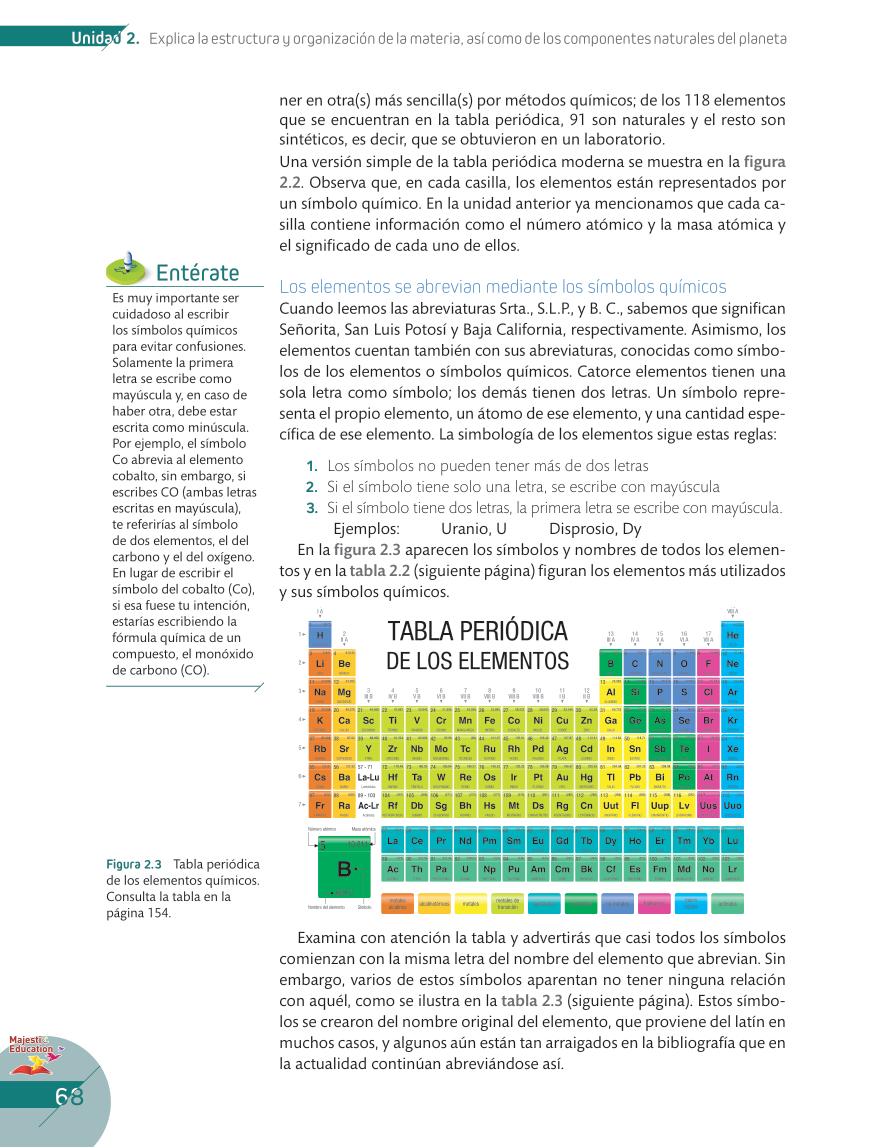 Unidad 2. Explica la estructura y organización de la materia, así como de los componentes naturales del planeta
ner en otra(s) más sencilla(s) por métodos químicos; de los 118 elementos
que se encuentran en la tabla periódica, 91 son naturales y el resto son
sintéticos, es decir, que se obtuvieron en un laboratorio.
Una versión simple de la tabla periódica moderna se muestra en la figura
2.2. Observa que, en cada casilla, los elementos están representados por
un símbolo químico. En la unidad anterior ya mencionamos que cada ca-
silla contiene información como el número atómico y la masa atómica y
el significado de cada uno de ellos.
Entérate
Es muy importante ser
cuidadoso al escribir
los símbolos químicos
para evitar confusiones.
Solamente la primera
letra se escribe como
mayúscula y, en caso de
haber otra, debe estar
escrita como minúscula.
Por ejemplo, el símbolo
Co abrevia al elemento
cobalto, sin embargo, si
escribes CO (ambas letras
escritas en mayúscula),
te referirías al símbolo
de dos elementos, el del
carbono y el del oxígeno.
En lugar de escribir el
símbolo del cobalto (Co),
si esa fuese tu intención,
estarías escribiendo la
fórmula química de un
compuesto, el monóxido
de carbono (CO).
Los elementos se abrevian mediante los símbolos químicos
Cuando leemos las abreviaturas Srta., S.L.P., y B. C., sabemos que significan
Señorita, San Luis Potosí y Baja California, respectivamente. Asimismo, los
elementos cuentan también con sus abreviaturas, conocidas como símbo-
los de los elementos o símbolos químicos. Catorce elementos tienen una
sola letra como símbolo; los demás tienen dos letras. Un símbolo repre-
senta el propio elemento, un átomo de ese elemento, y una cantidad espe-
cífica de ese elemento. La simbología de los elementos sigue estas reglas:
1. Los símbolos no pueden tener más de dos letras
2. Si el símbolo tiene solo una letra, se escribe con mayúscula
3. Si el símbolo tiene dos letras, la primera letra se escribe con mayúscula.
Ejemplos: Uranio, U Disprosio, Dy
En la figura 2.3 aparecen los símbolos y nombres de todos los elemen-
tos y en la tabla 2.2 (siguiente página) figuran los elementos más utilizados
y sus símbolos químicos.
TABLA PERIÓDICA
DE LOS ELEMENTOS
I A VIII A
2 13 14 15 16 17
II A III A IV A V A VI A VII A
1 H He
2 Li Be B C N O F Ne
3 4 5 6 7 8 9 10 11 12
III B IV B V B VI B VII B VIII B VIII B VIII B I B II B
Na Mg Al Si P S Cl Ar
4 K Ca Sc Ti V Cr Mn Fe Co Ni Cu Zn Ga Ge As Se Br Kr
5 Rb Sr Y Zr Nb Mo Tc Ru Rh Pd Ag Cd In Sn Sb Te I Xe
57 - 71
6 Cs Ba La-Lu Hf Ta W Re Os Ir Pt Au Hg Tl Pb Bi Po At Rn
89 - 103
7 Fr Ra Ac-Lr Rf Db Sg Bh Hs Mt Ds Rg Cn Uut Fl Uup Lv Uus Uuo
Número atómico Masa atómica
5
B
Nombre del elemento Símbolo
La Ce Pr Nd Pm Sm Eu Gd Tb Dy Ho Er Tm Yb Lu
Ac Th Pa U Np Pu Am Cm Bk Cf Es Fm Md No Lr
metales alcalinos alcalinotérreos metales metales de transición
Figura 2.3 Tabla periódica
de los elementos químicos.
Consulta la tabla en la
página 154.
Examina con atención la tabla y advertirás que casi todos los símbolos
comienzan con la misma letra del nombre del elemento que abrevian. Sin
embargo, varios de estos símbolos aparentan no tener ninguna relación
con aquél, como se ilustra en la tabla 2.3 (siguiente página). Estos símbo-
los se crearon del nombre original del elemento, que proviene del latín en
muchos casos, y algunos aún están tan arraigados en la bibliografía que en
la actualidad continúan abreviándose así.
Majestic
Education
68